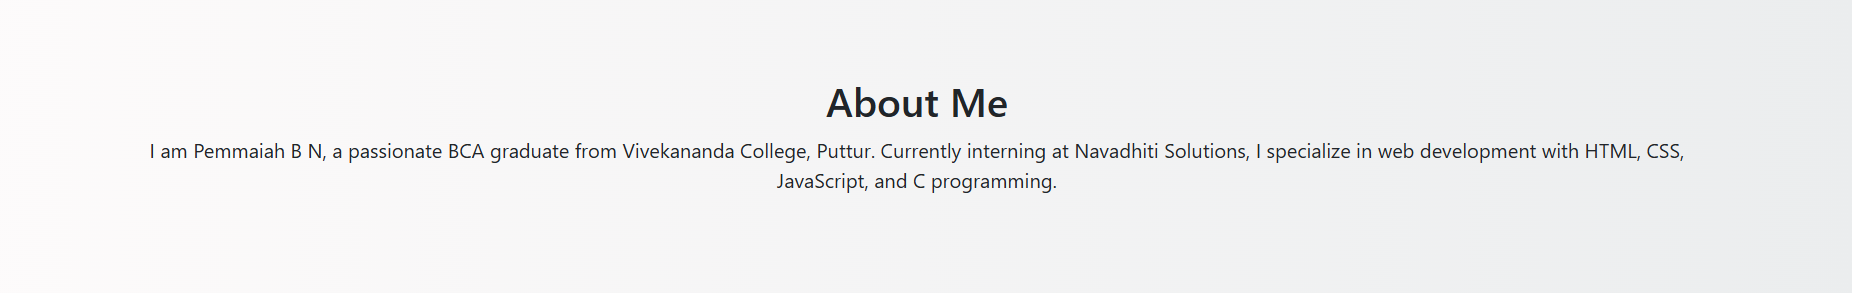 About Me
I am Pemmaiah B N, a passionate BCA graduate from Vivekananda College, Puttur. Currently interning at Navadhiti Solutions, I specialize in web development with HTML, CSS,
JavaScript, and C programming.